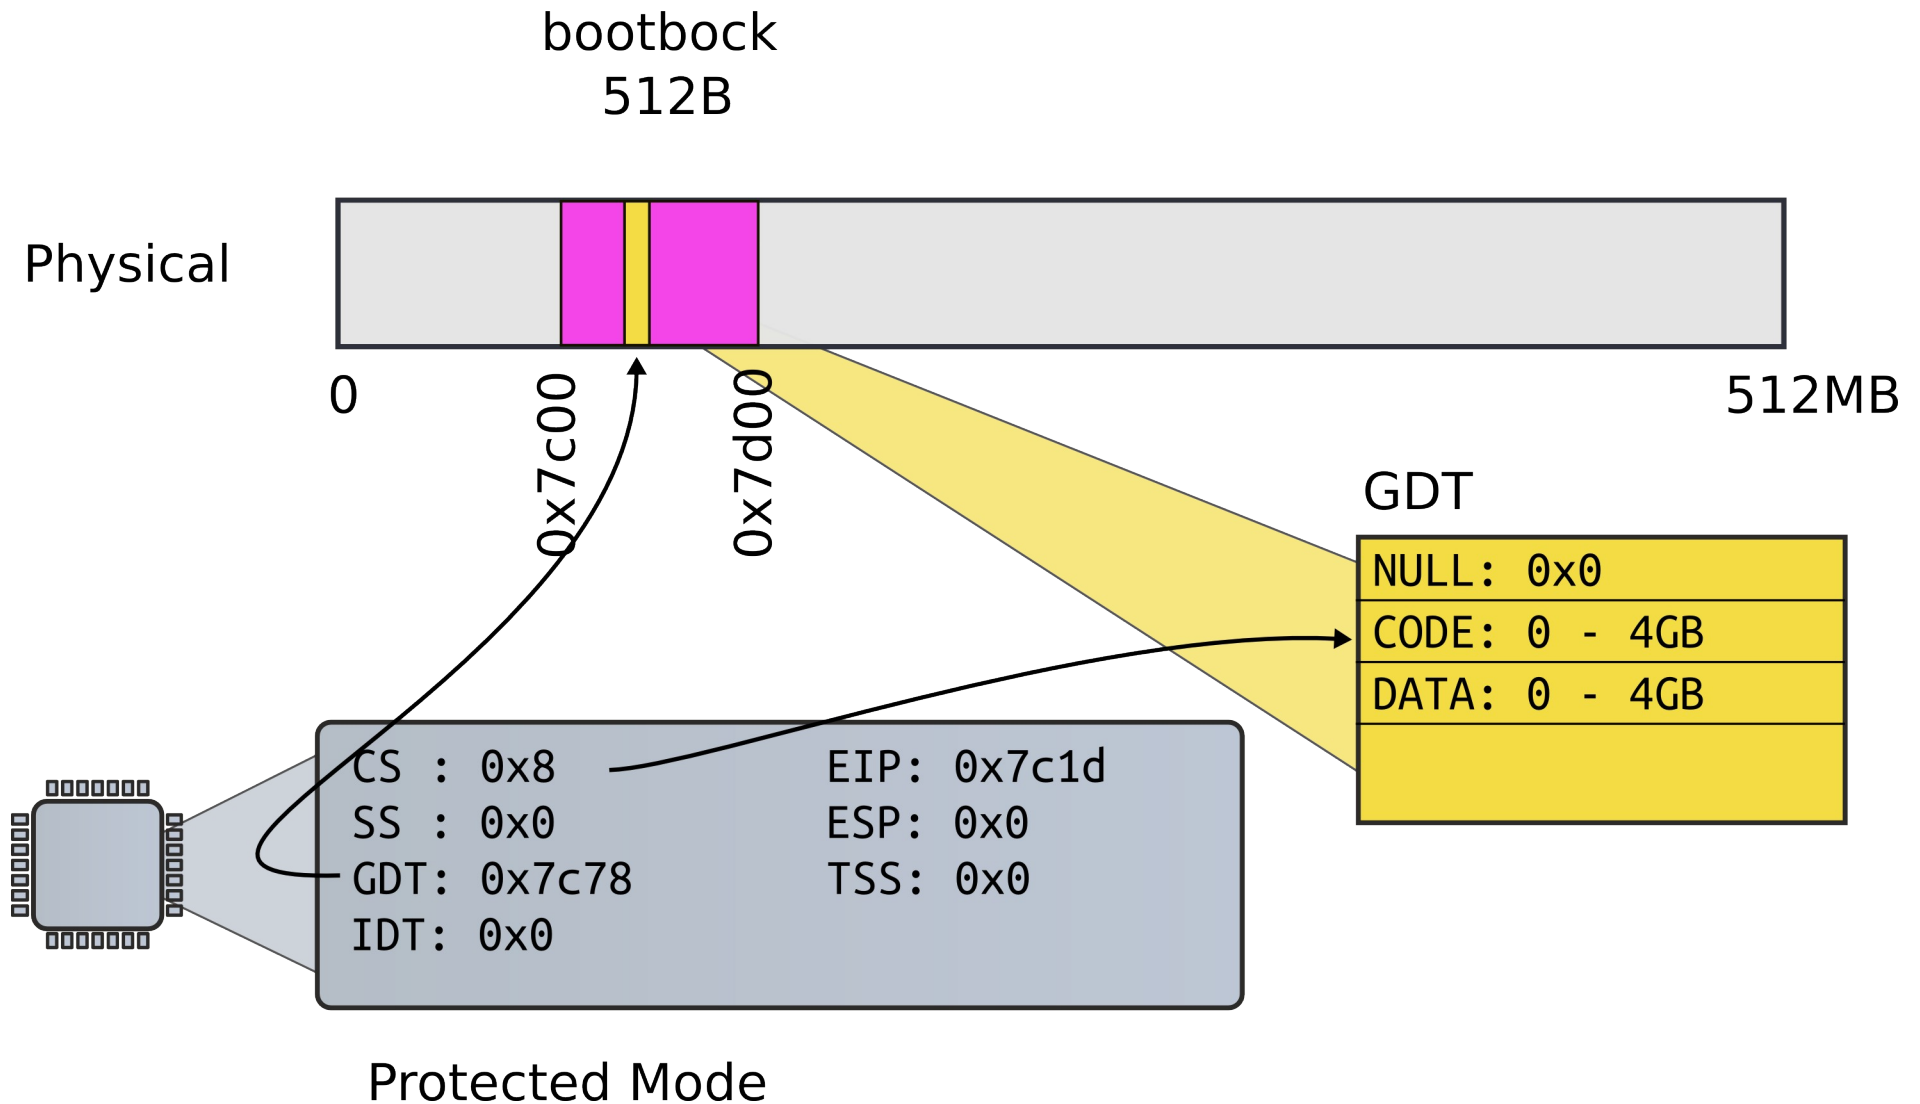 bootbock
512B
Physical
0
0x7c00
0x7d00
512MB
GDT
NULL: 0x0
CODE: 0 - 4GB
DATA: 0 - 4GB
CS : 0x8
SS : 0x0
GDT: 0x7c78
IDT: 0x0
EIP: 0x7c1d
ESP: 0x0
TSS: 0x0
Protected Mode